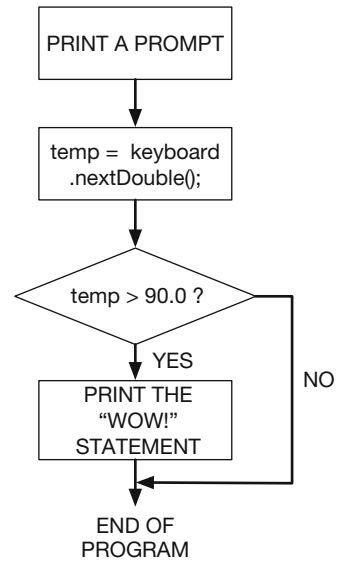 PRINT A PROMPT
temp = keyboard
.nextDouble();
temp > 90.0 ?
YES
NO
PRINT THE
“WOW!”
STATEMENT
END OF
PROGRAM